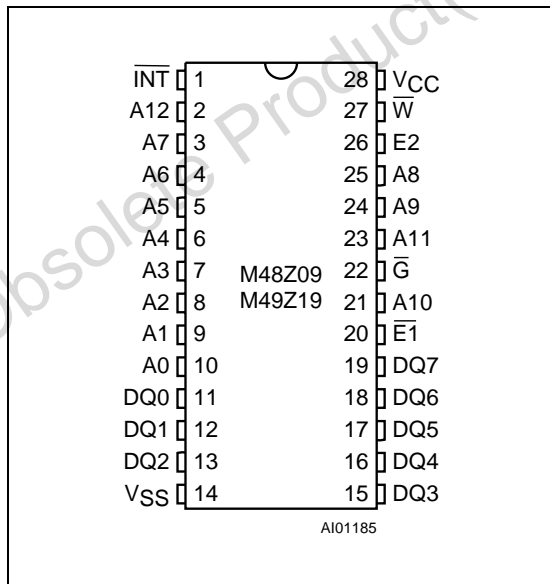 Obsolete Product(
I̅N̅T̅ 1 28 VCC
A12 2 27 W̅
A7 3 26 E2
A6 4 25 A8
A5 5 24 A9
A4 6 23 A11
A3 7 M48Z09 22 G̅
A2 8 M49Z19 21 A10
A1 9 20 E̅1̅
A0 10 19 DQ7
DQ0 11 18 DQ6
DQ1 12 17 DQ5
DQ2 13 16 DQ4
VSS 14 15 DQ3
AI01185